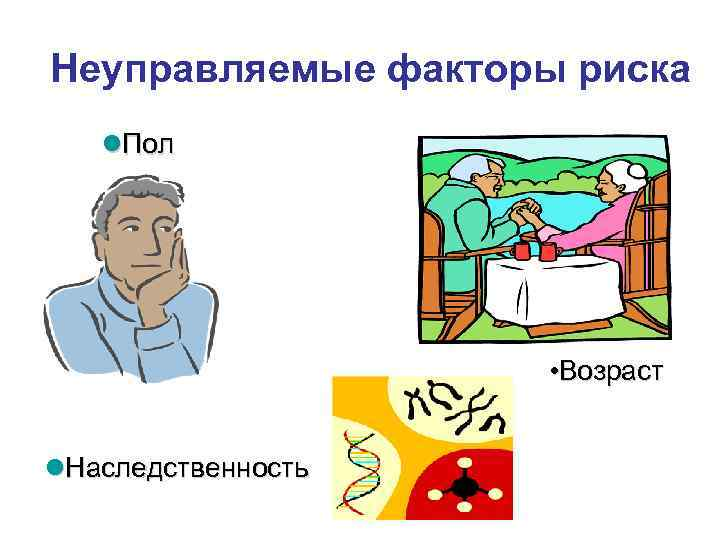 Неуправляемые факторы риска
●Пол
•Возраст
●Наследственность